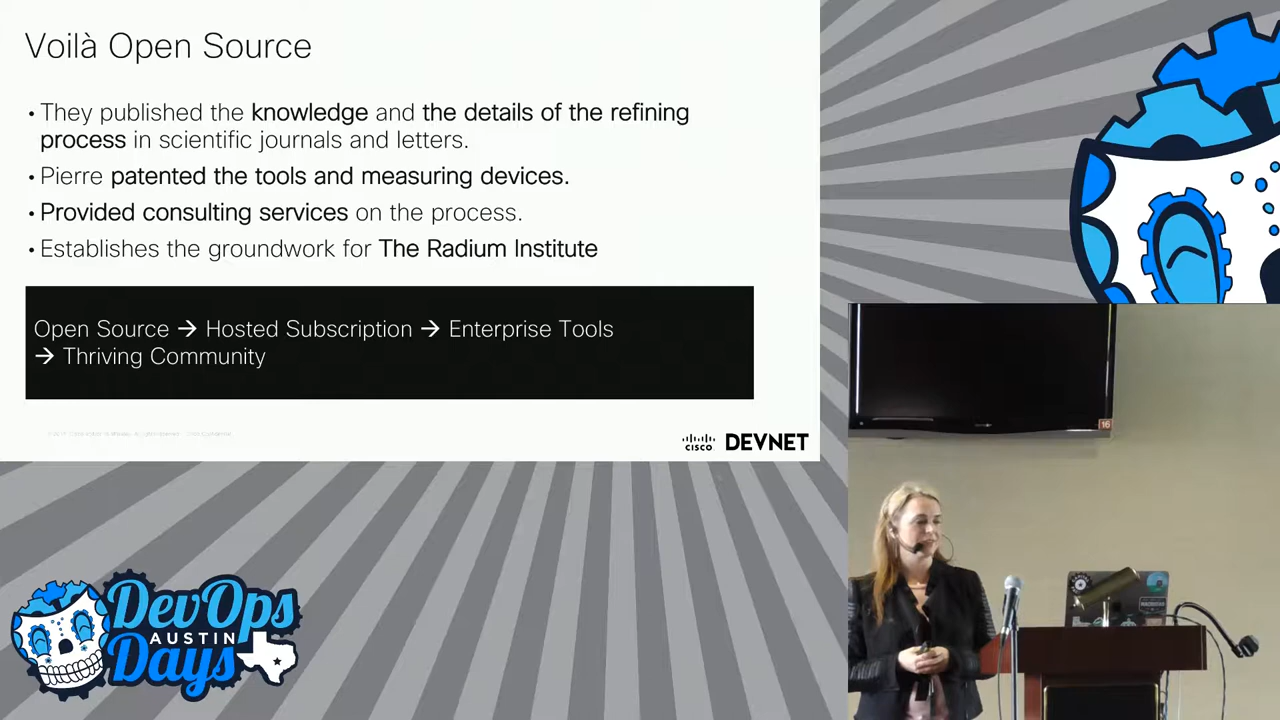 Voilà Open Source
• They published the knowledge and the details of the refining
process in scientific journals and letters.
• Pierre patented the tools and measuring devices.
• Provided consulting services on the process.
• Establishes the groundwork for The Radium Institute
Open Source → Hosted Subscription → Enterprise Tools
→ Thriving Community
CISCO DEVNET
16
DevOps
AUSTIN
Days